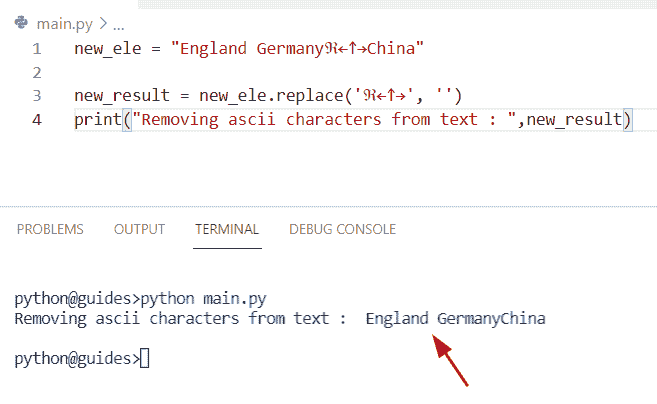 main.py > ...
1 new_ele = "England Germanyℜ←↑→China"
2
3 new_result = new_ele.replace('ℜ←↑→', '')
4 print("Removing ascii characters from text : ",new_result)
PROBLEMS OUTPUT TERMINAL DEBUG CONSOLE
python@guides>python main.py
Removing ascii characters from text :  England GermanyChina
python@guides>